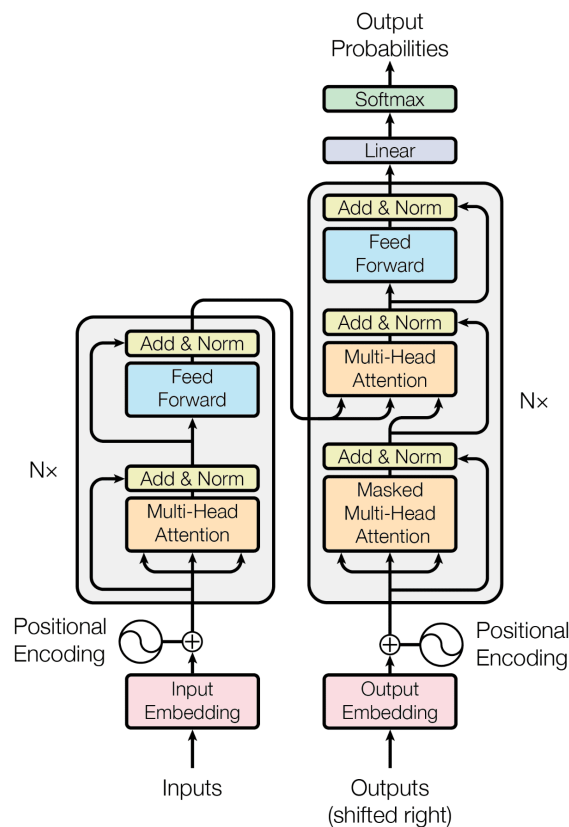 Output
Probabilities
Softmax
Linear
Add & Norm
Feed
Forward
Add & Norm
Multi-Head
Attention
Add & Norm
Masked
Multi-Head
Attention
N×
Add & Norm
Feed
Forward
Add & Norm
Multi-Head
Attention
N×
Positional
Encoding
Positional
Encoding
Input
Embedding
Output
Embedding
Inputs
Outputs
(shifted right)